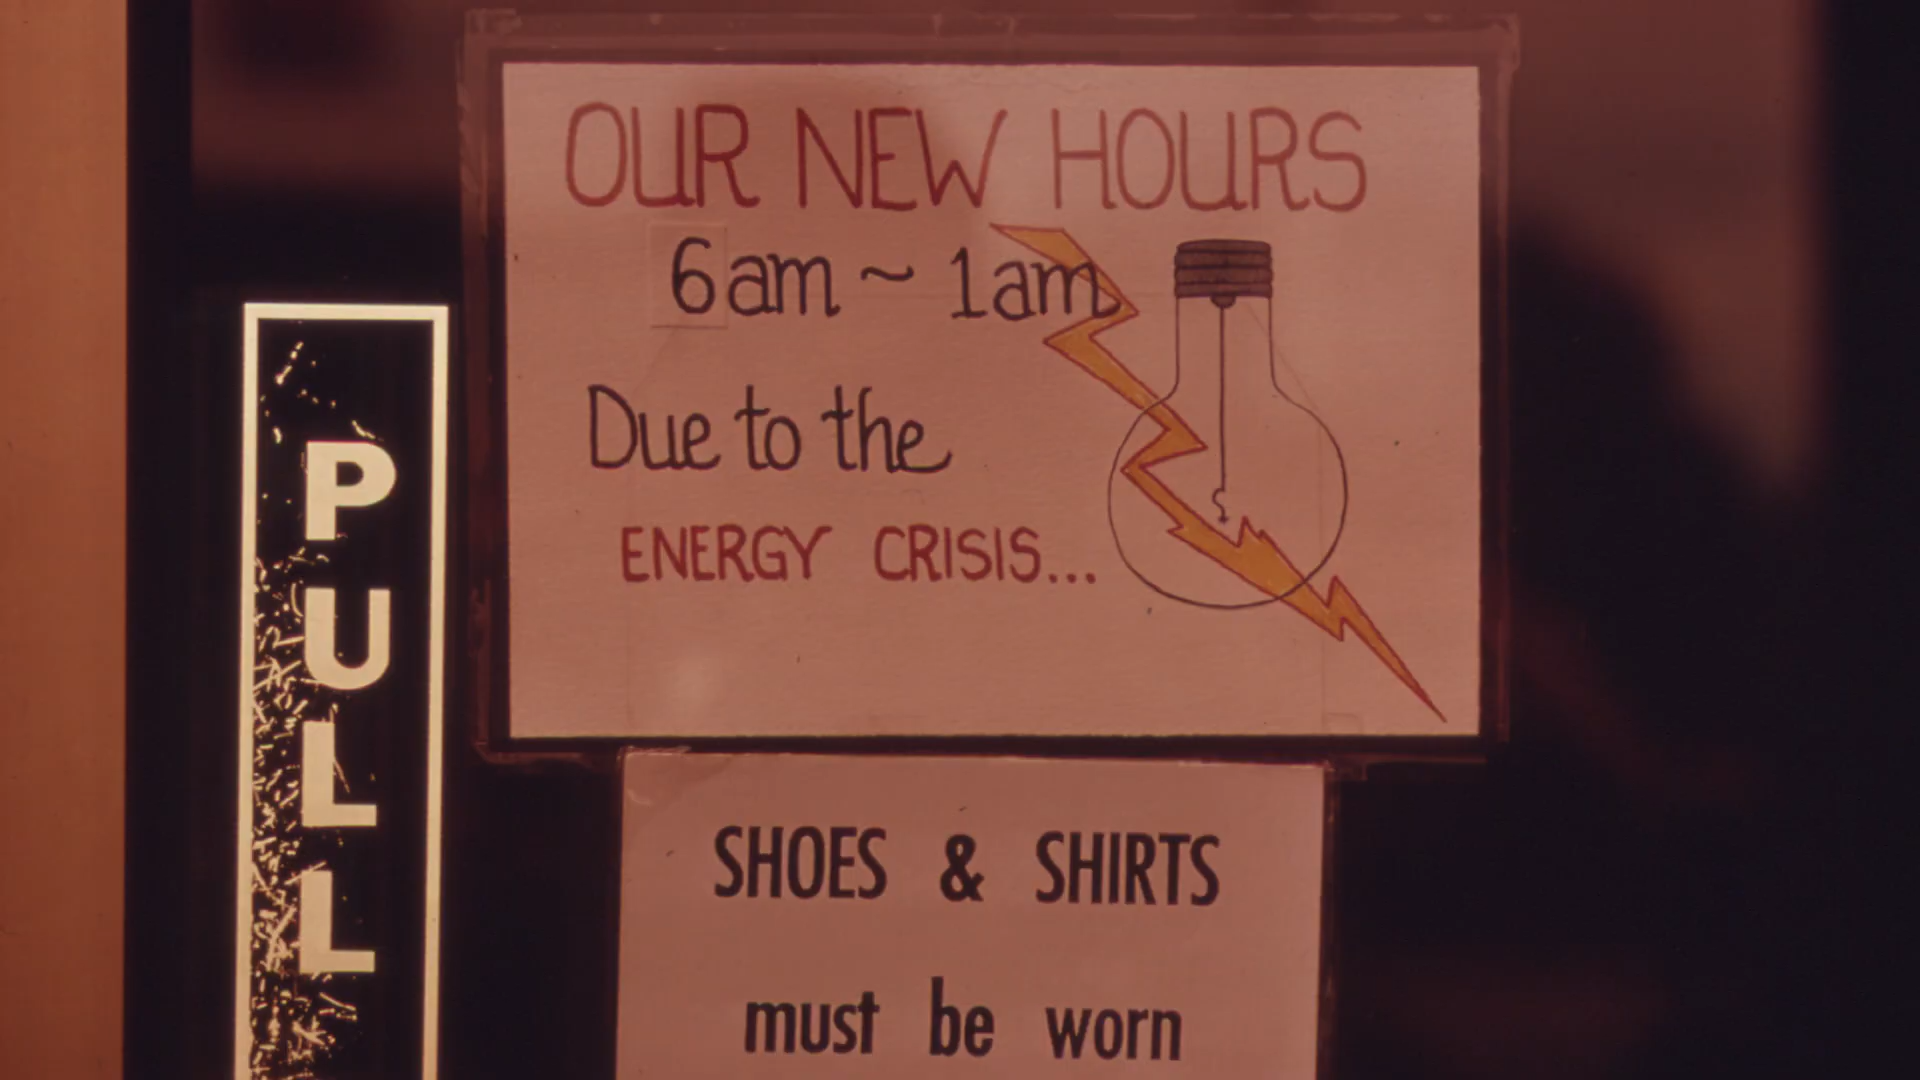 OUR NEW HOURS
6am ~ 1am
Due to the
ENERGY CRISIS...
PULL
SHOES & SHIRTS
must be worn